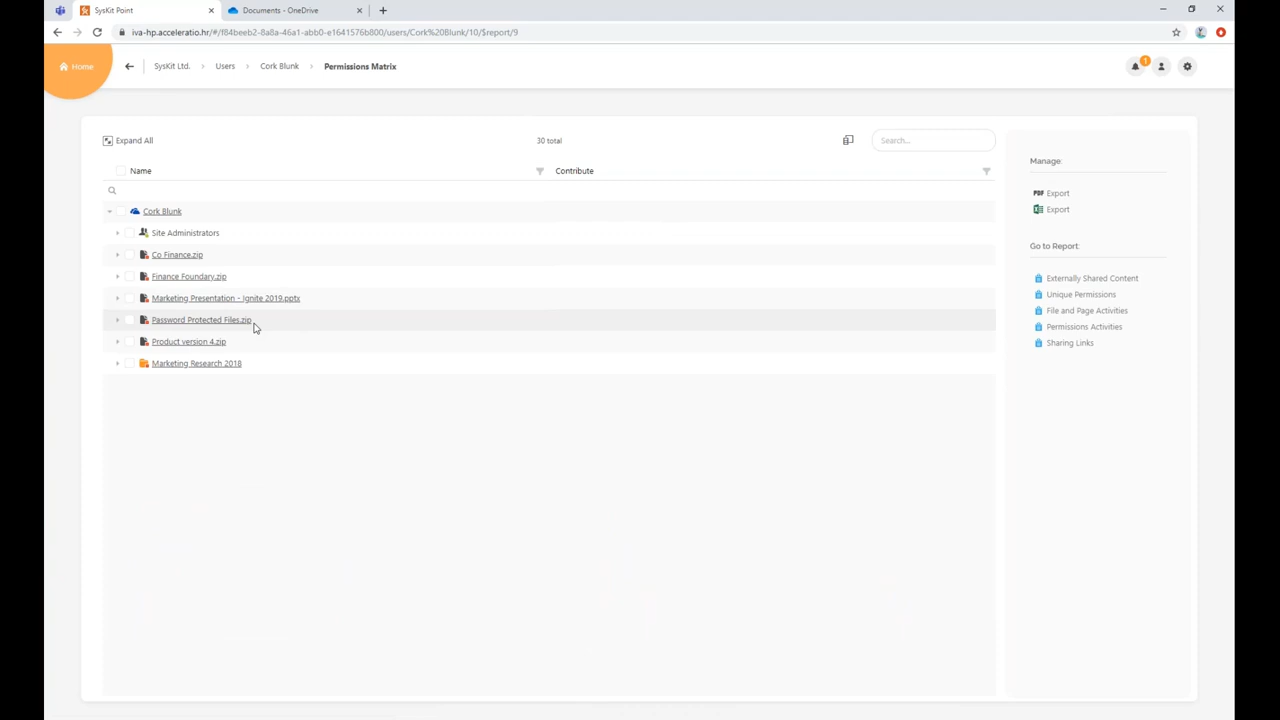 SysKit Point
Documents - OneDrive
iva-hp.acceleratio.hr/#/f84beeb2-8a8a-46a1-abb0-e1641576b800/users/Cork%20Blunk/10/$report/9
Home
SysKit Ltd. > Users > Cork Blunk > Permissions Matrix
1
Expand All
30 total
Search...
Name
Contribute
Cork Blunk
Site Administrators
Co Finance.zip
Finance Foundary.zip
Marketing Presentation - Ignite 2019.pptx
Password Protected Files.zip
Product version 4.zip
Marketing Research 2018
Manage:
PDF Export
Export
Go to Report:
Externally Shared Content
Unique Permissions
File and Page Activities
Permissions Activities
Sharing Links